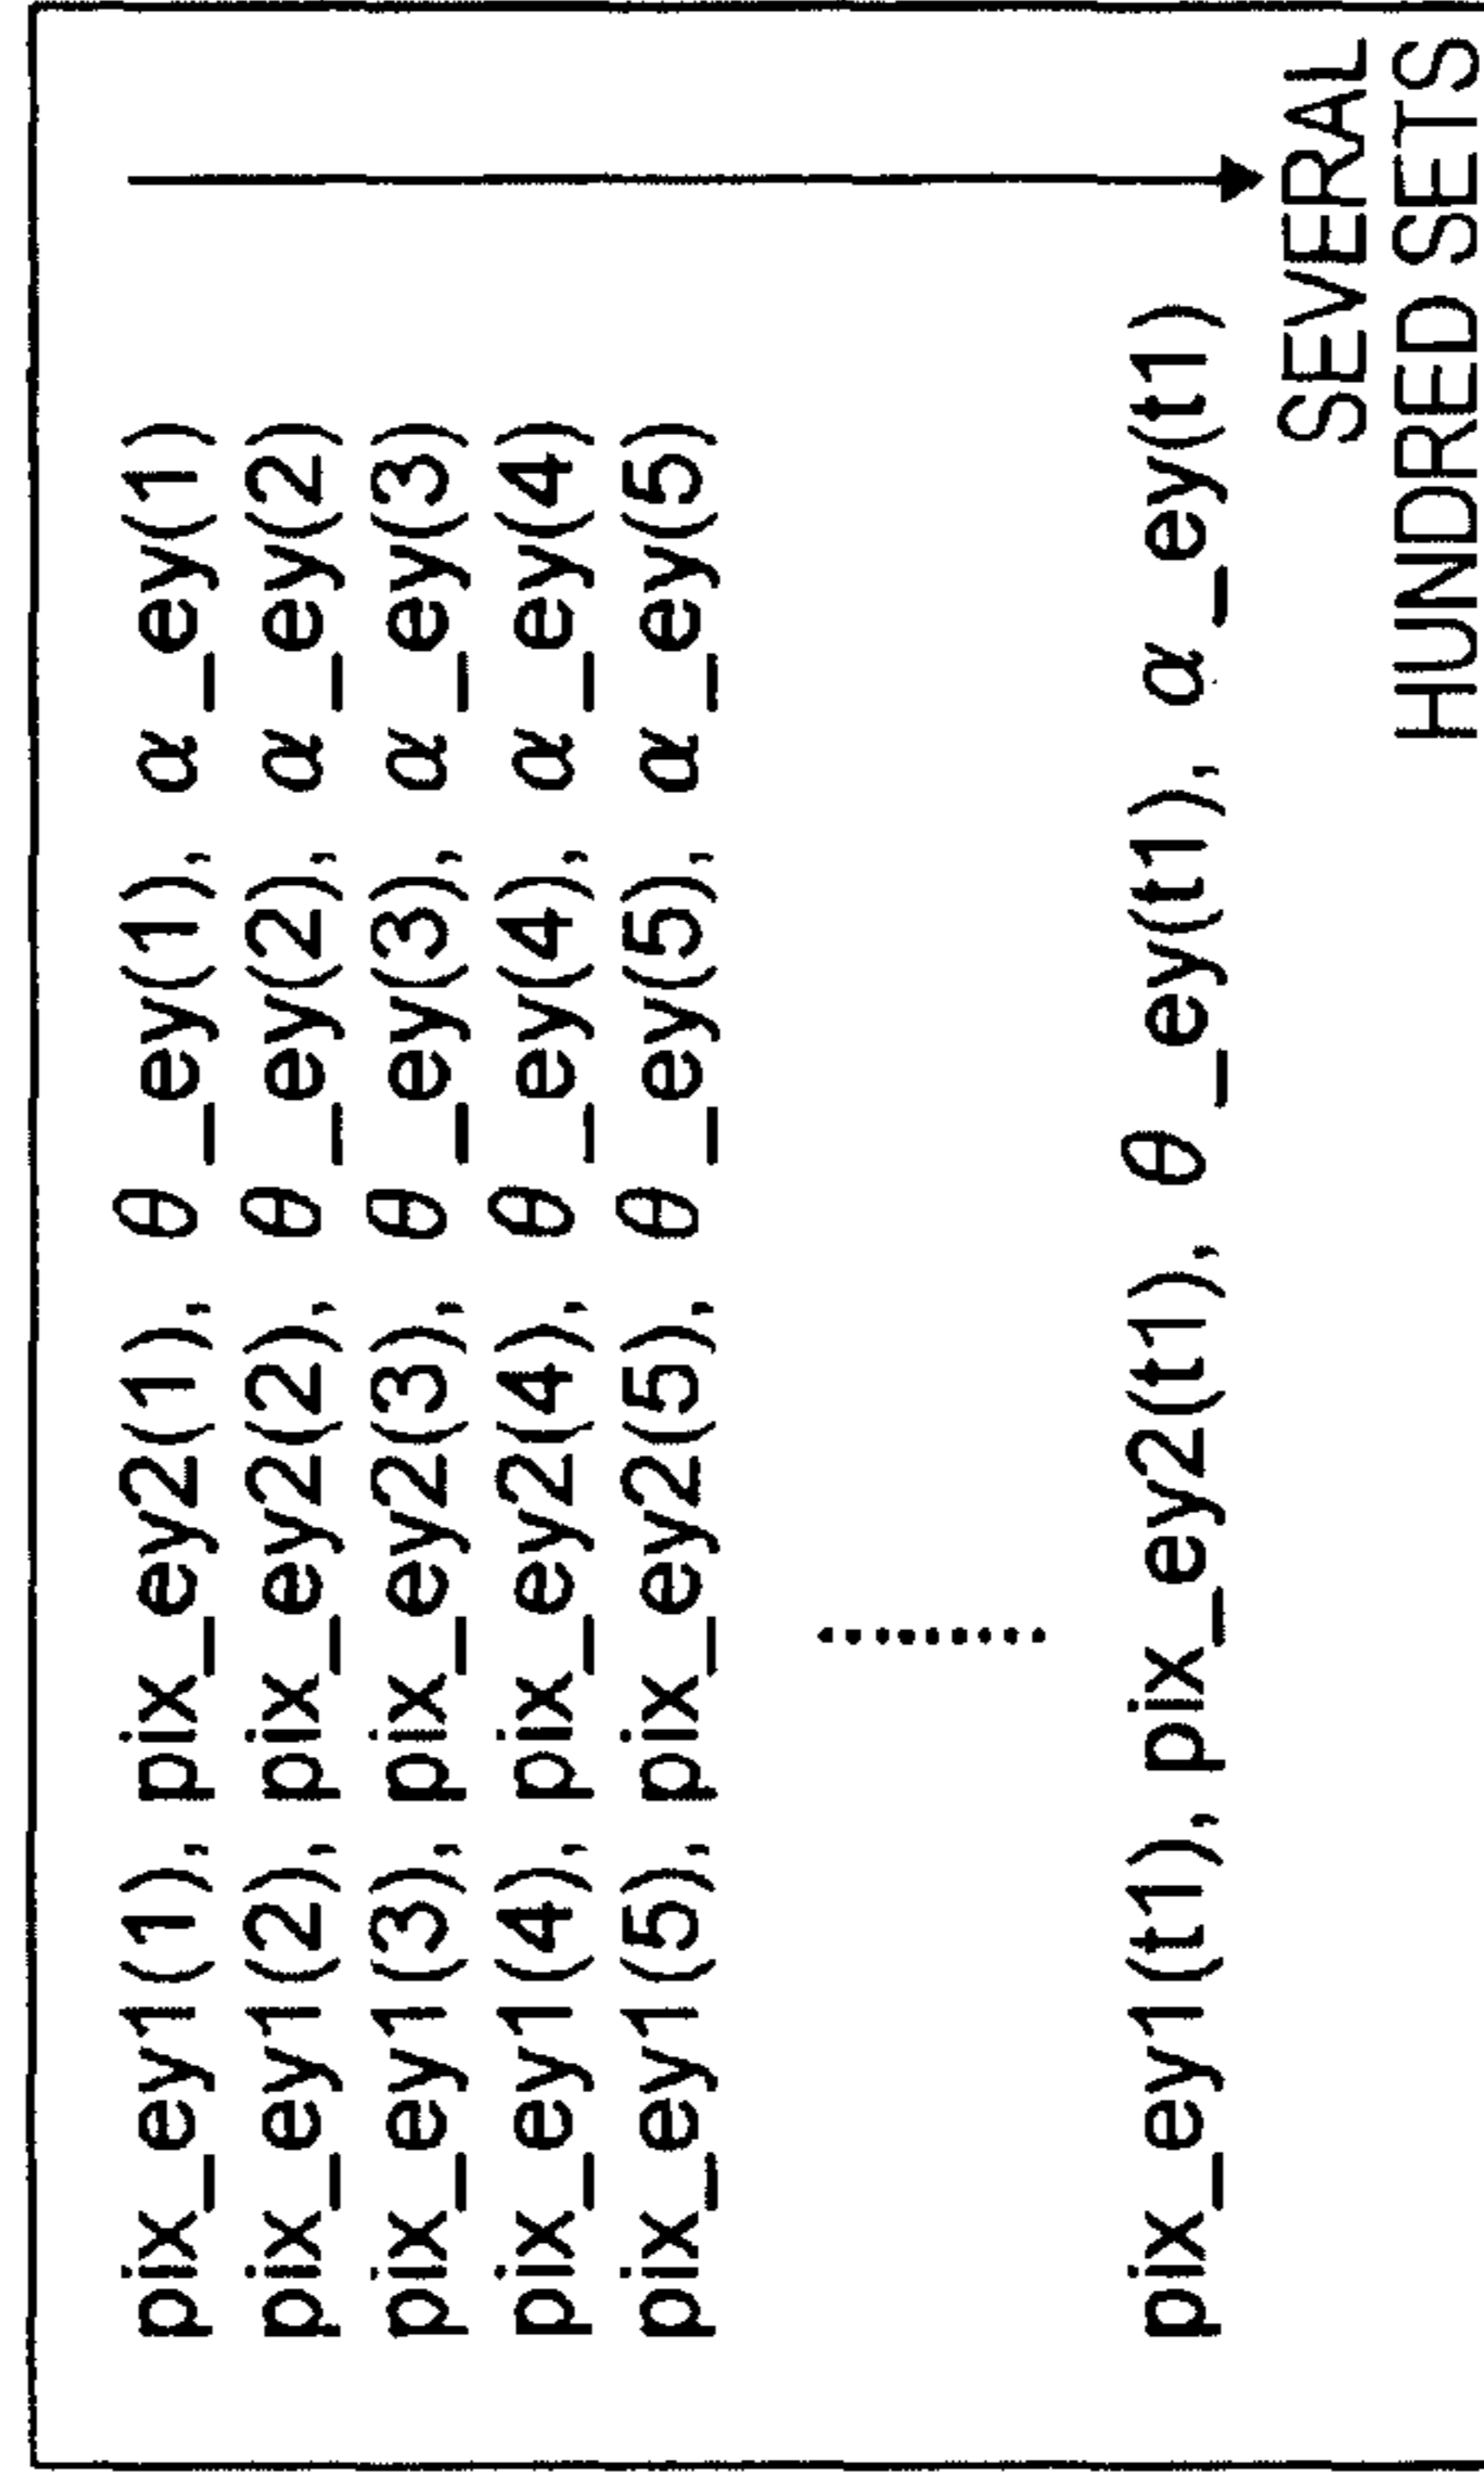 pix_ey1(1), pix_ey2(1), θ_ey(1), α_ey(1)
pix_ey1(2), pix_ey2(2), θ_ey(2), α_ey(2)
pix_ey1(3), pix_ey2(3), θ_ey(3), α_ey(3)
pix_ey1(4), pix_ey2(4), θ_ey(4), α_ey(4)
pix_ey1(5), pix_ey2(5), θ_ey(5), α_ey(5)
.........
pix_ey1(t1), pix_ey2(t1), θ_ey(t1), α_ey(t1)
SEVERAL
HUNDRED SETS